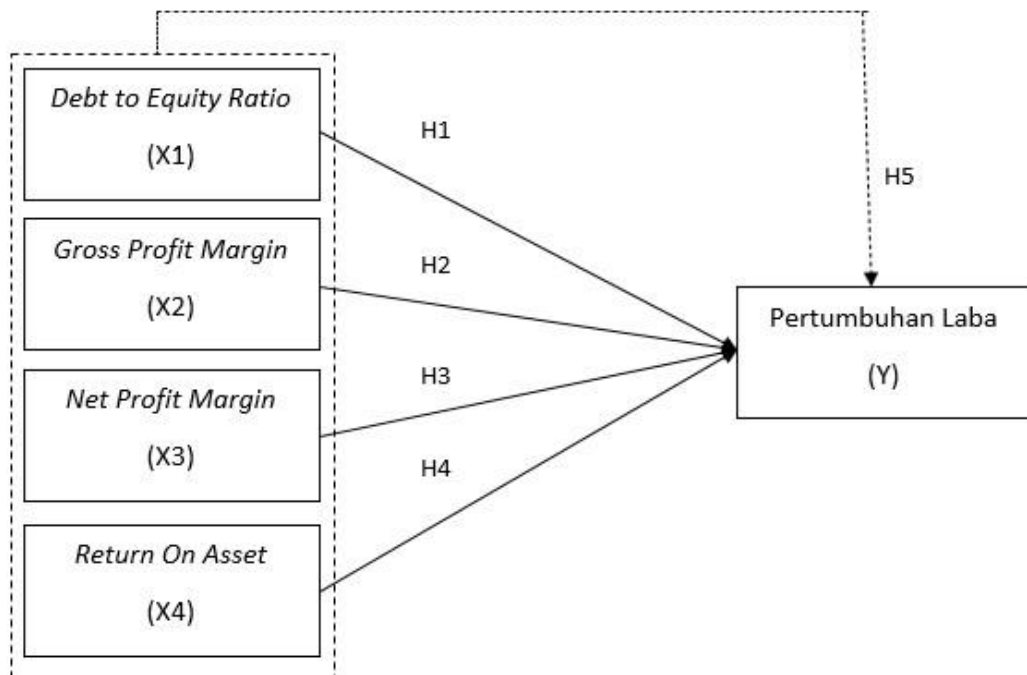 Debt to Equity Ratio
(X1)
Gross Profit Margin
(X2)
Net Profit Margin
(X3)
Return On Asset
(X4)
H1
H2
H3
H4
H5
Pertumbuhan Laba
(Y)